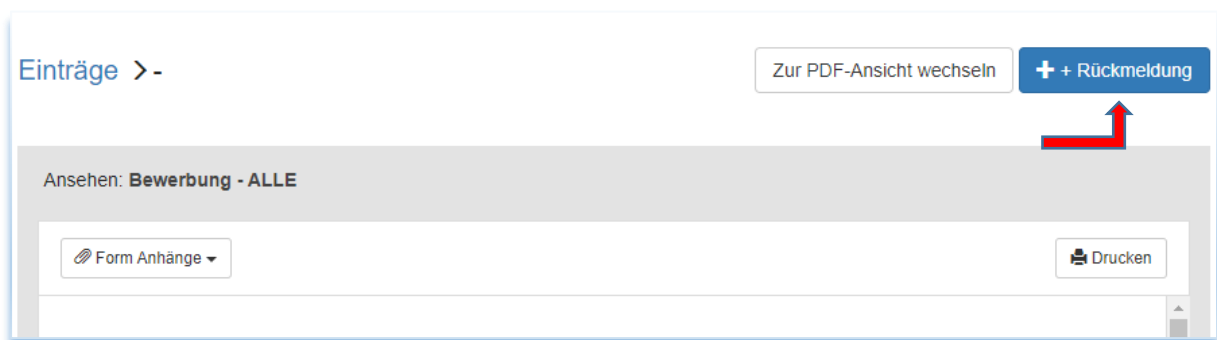 Einträge > -
Zur PDF-Ansicht wechseln
+ Rückmeldung
Ansehen: Bewerbung - ALLE
Form Anhänge
Drucken